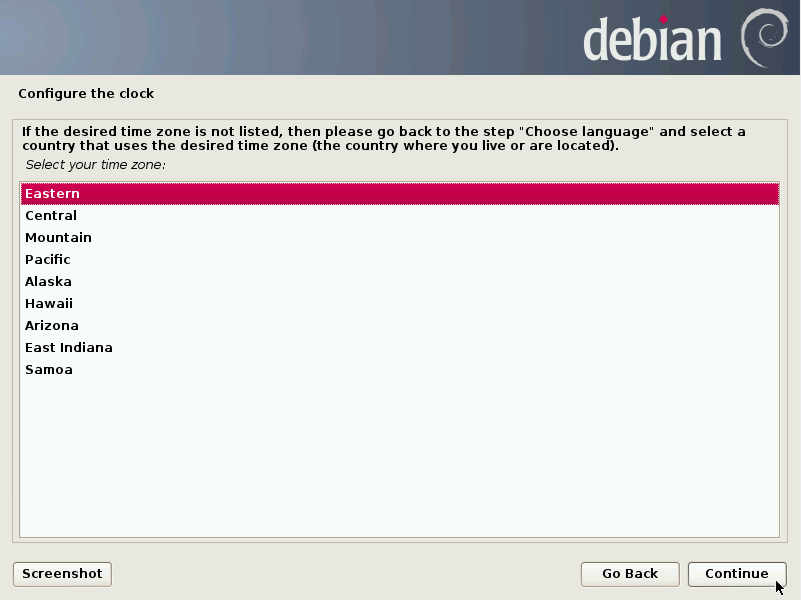 debian
Configure the clock
If the desired time zone is not listed, then please go back to the step "Choose language" and select a
country that uses the desired time zone (the country where you live or are located).
Select your time zone:
Eastern
Central
Mountain
Pacific
Alaska
Hawaii
Arizona
East Indiana
Samoa
Screenshot
Go Back
Continue